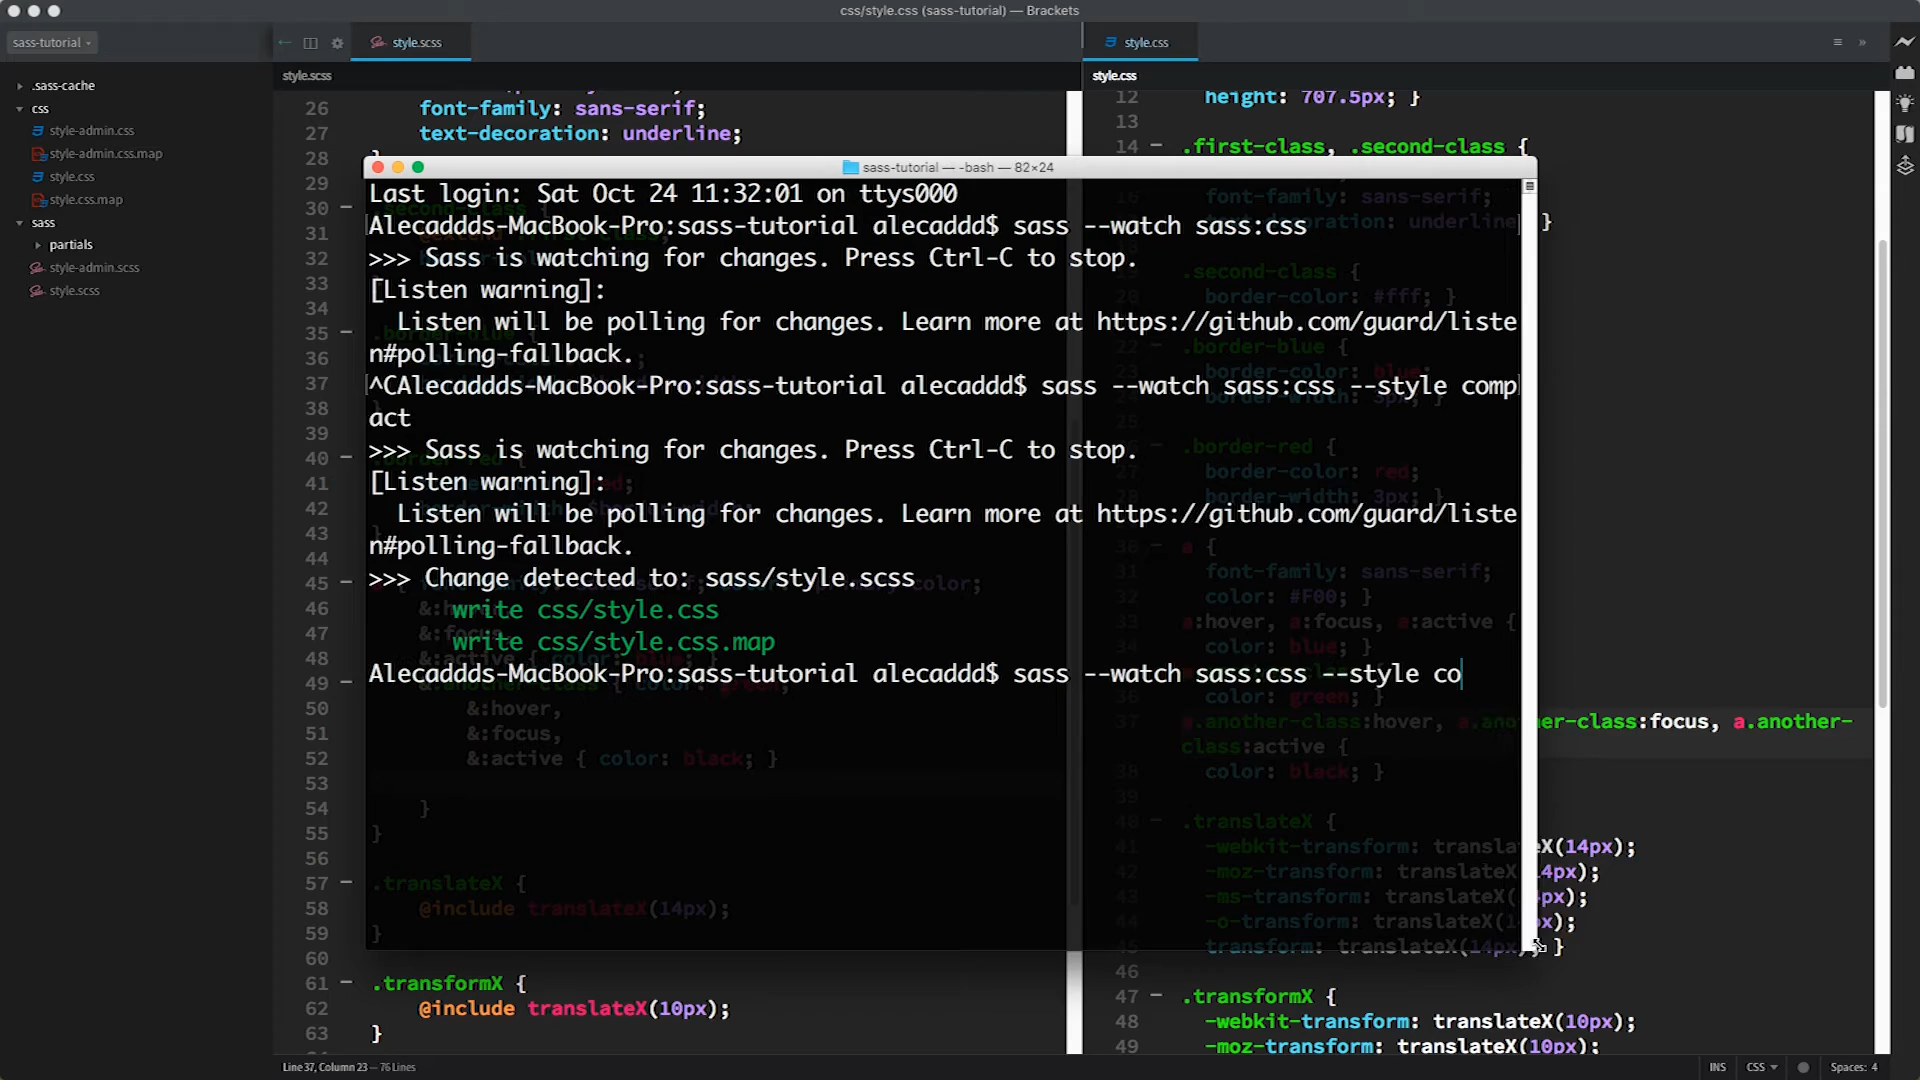 css/style.css (sass-tutorial) — Brackets
sass-tutorial
style.scss
style.css
.sass-cache
css
style-admin.css
style-admin.css.map
style.css
style.css.map
sass
partials
style-admin.scss
style.scss
style.scss
26
27 font-family: sans-serif;
text-decoration: underline;
28
29
30
31
32
33
34
35
36
37
38
39
40
41
42
43
44
45
46
47
48
49
50 &:hover,
51 &:focus,
52 &:active { color: black; }
53
54 }
55 }
56
57 .translateX {
58 @include translateX(14px);
59 }
60
61 .transformX {
62 @include translateX(10px);
63 }
sass-tutorial — -bash — 82×24
Last login: Sat Oct 24 11:32:01 on ttys000
Alecaddds-MacBook-Pro:sass-tutorial alecaddd$ sass --watch sass:css
>>> Sass is watching for changes. Press Ctrl-C to stop.
[Listen warning]:
Listen will be polling for changes. Learn more at https://github.com/guard/liste
n#polling-fallback.
^CAlecaddds-MacBook-Pro:sass-tutorial alecaddd$ sass --watch sass:css --style comp
act
>>> Sass is watching for changes. Press Ctrl-C to stop.
[Listen warning]:
Listen will be polling for changes. Learn more at https://github.com/guard/liste
n#polling-fallback.
>>> Change detected to: sass/style.scss
write css/style.css
write css/style.css.map
Alecaddds-MacBook-Pro:sass-tutorial alecaddd$ sass --watch sass:css --style co
style.css
12 height: 707.5px; }
13
14 .first-class, .second-class {
font-family: sans-serif;
text-decoration: underline; }
.second-class {
border-color: #fff; }
22 .border-blue {
border-color: blue;
border-width: 3px; }
25
.border-red {
border-color: red;
border-width: 3px; }
30 a {
31 font-family: sans-serif;
32 color: #F00; }
33 a:hover, a:focus, a:active {
34 color: blue; }
color: green; }
37 a.another-class:hover, a.another-class:focus, a.another-
class:active {
38 color: black; }
39
40 .translateX {
41 -webkit-transform: translateX(14px);
42 -moz-transform: translateX(14px);
43 -ms-transform: translateX(14px);
44 -o-transform: translateX(14px);
45 transform: translateX(14px); }
46
47 .transformX {
48 -webkit-transform: translateX(10px);
49 -moz-transform: translateX(10px);
Line 37, Column 23 — 76 Lines
INS
CSS
Spaces: 4